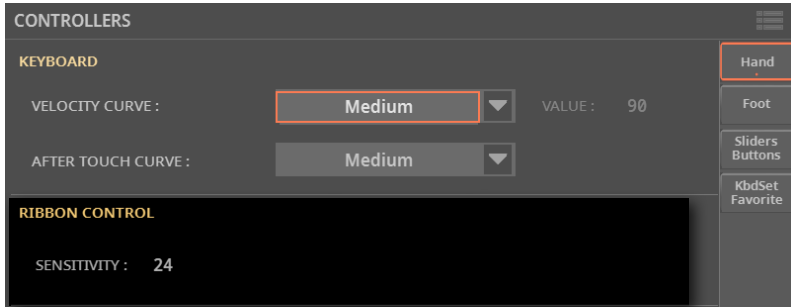 CONTROLLERS
KEYBOARD
VELOCITY CURVE : Medium VALUE : 90
AFTER TOUCH CURVE : Medium
RIBBON CONTROL
SENSITIVITY : 24
Hand
Foot
Sliders
Buttons
KbdSet
Favorite